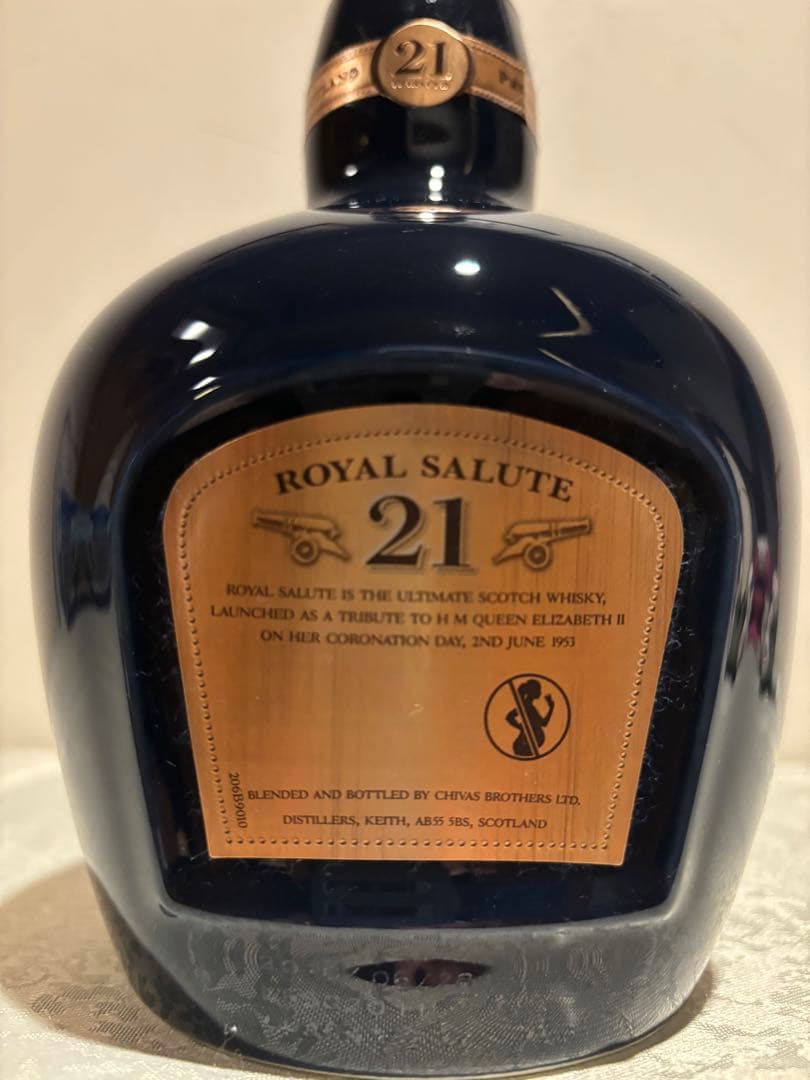 21
ROYAL SALUTE
21
ROYAL SALUTE IS THE ULTIMATE SCOTCH WHISKY,
LAUNCHED AS A TRIBUTE TO H M QUEEN ELIZABETH II
ON HER CORONATION DAY, 2ND JUNE 1953
206B9010
BLENDED AND BOTTLED BY CHIVAS BROTHERS LTD,
DISTILLERS, KEITH, AB55 5BS, SCOTLAND